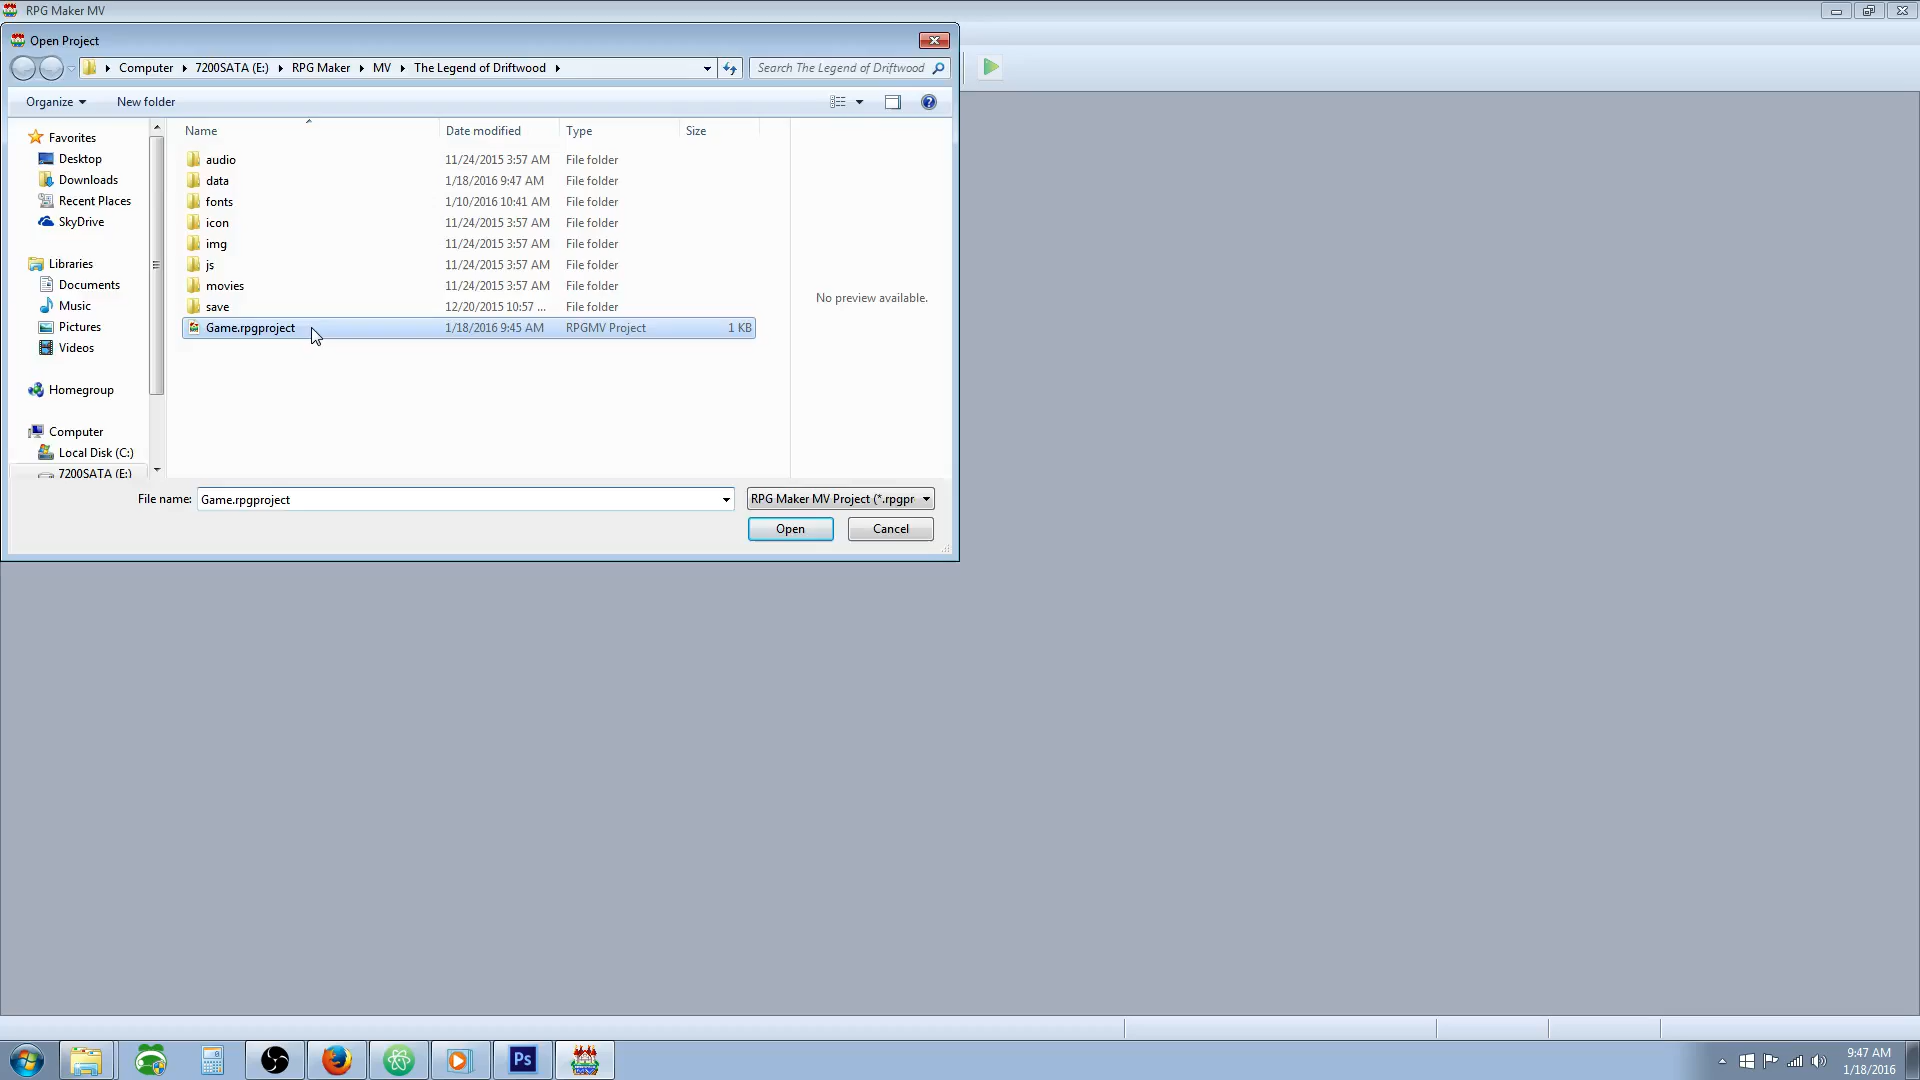 RPG Maker MV
Open Project
Computer 7200SATA (E:) RPG Maker MV The Legend of Driftwood
Search The Legend of Driftwood
Organize New folder
Name Date modified Type Size
Favorites
Desktop
Downloads
Recent Places
SkyDrive
Libraries
Documents
Music
Pictures
Videos
Homegroup
Computer
Local Disk (C:)
7200SATA (E:)
audio 11/24/2015 3:57 AM File folder
data 1/18/2016 9:47 AM File folder
fonts 1/10/2016 10:41 AM File folder
icon 11/24/2015 3:57 AM File folder
img 11/24/2015 3:57 AM File folder
js 11/24/2015 3:57 AM File folder
movies 11/24/2015 3:57 AM File folder
save 12/20/2015 10:57 ... File folder
Game.rpgproject 1/18/2016 9:45 AM RPGMV Project 1 KB
No preview available.
File name: Game.rpgproject RPG Maker MV Project (*.rpgpr
Open Cancel
Ps
9:47 AM
1/18/2016